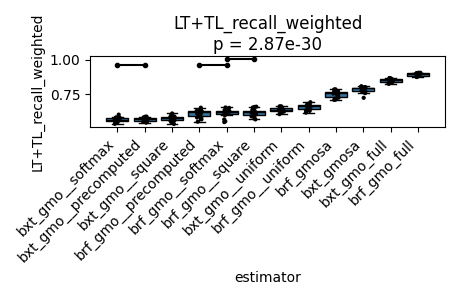 LT+TL_recall_weighted
p = 2.87e-30
LT+TL_recall_weighted
1.00
0.75
bxt_gmo__softmax
bxt_gmo__precomputed
bxt_gmo__square
brf_gmo__precomputed
brf_gmo__softmax
brf_gmo__square
bxt_gmo__uniform
brf_gmo__uniform
brf_gmosa
bxt_gmosa
bxt_gmo_full
brf_gmo_full
estimator